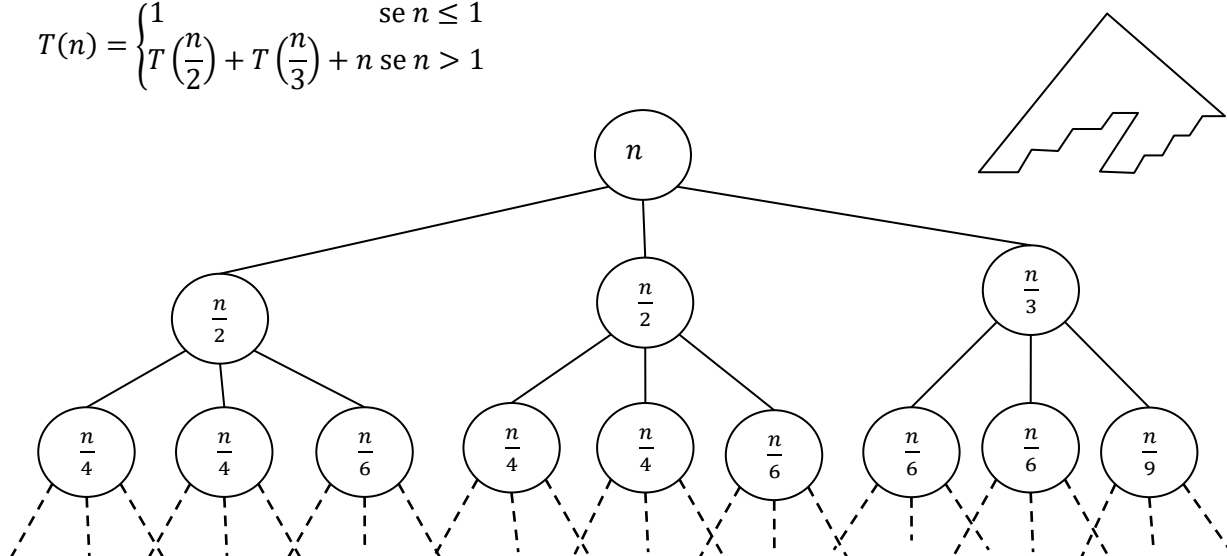 T(n) = {1 se n ≤ 1
T(n/2) + T(n/3) + n se n > 1
n
n/2 n/2 n/3
n/4 n/4 n/6 n/4 n/4 n/6 n/6 n/6 n/9